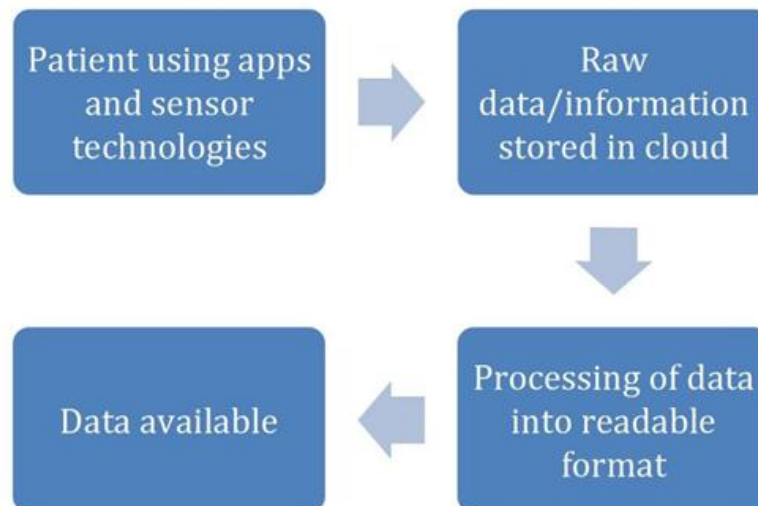 Patient using apps
and sensor
technologies
Raw
data/information
stored in cloud
Processing of data
into readable
format
Data available